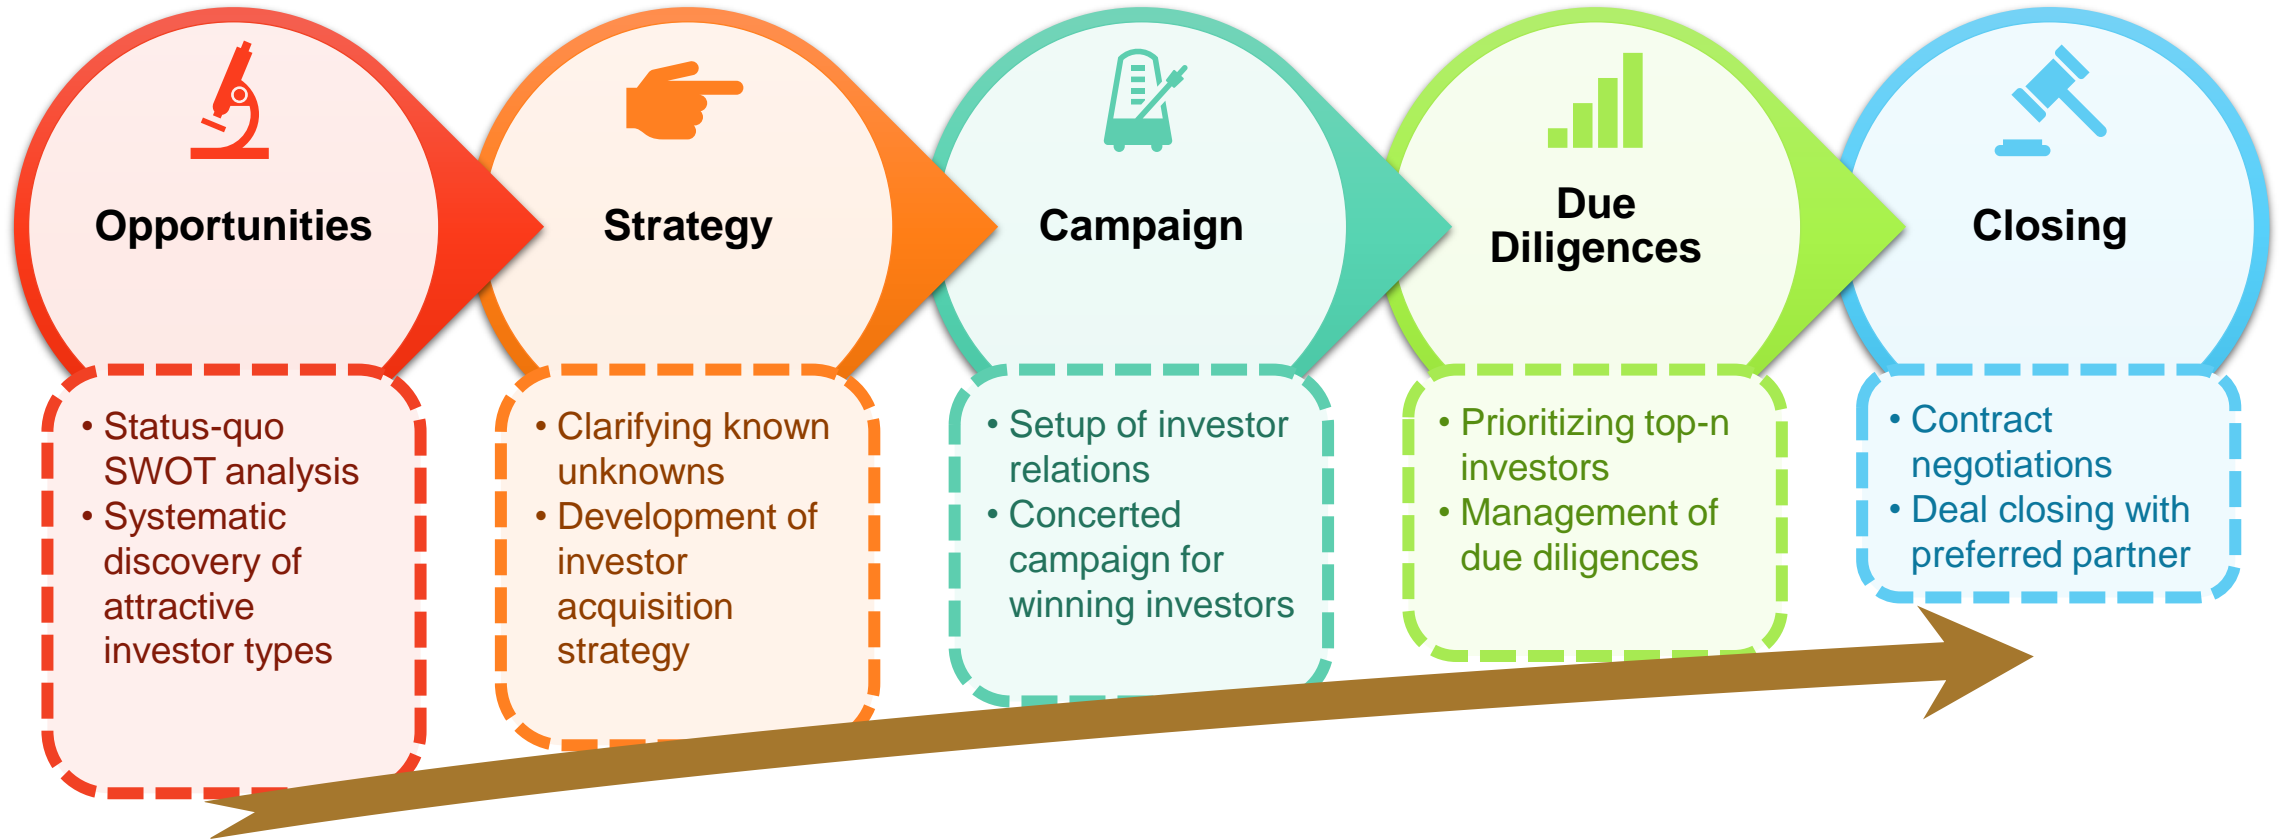 Opportunities
• Status-quo
SWOT analysis
• Systematic
discovery of
attractive
investor types
Strategy
• Clarifying known
unknowns
• Development of
investor
acquisition
strategy
Campaign
• Setup of investor
relations
• Concerted
campaign for
winning investors
Due
Diligences
• Prioritizing top-n
investors
• Management of
due diligences
Closing
• Contract
negotiations
• Deal closing with
preferred partner